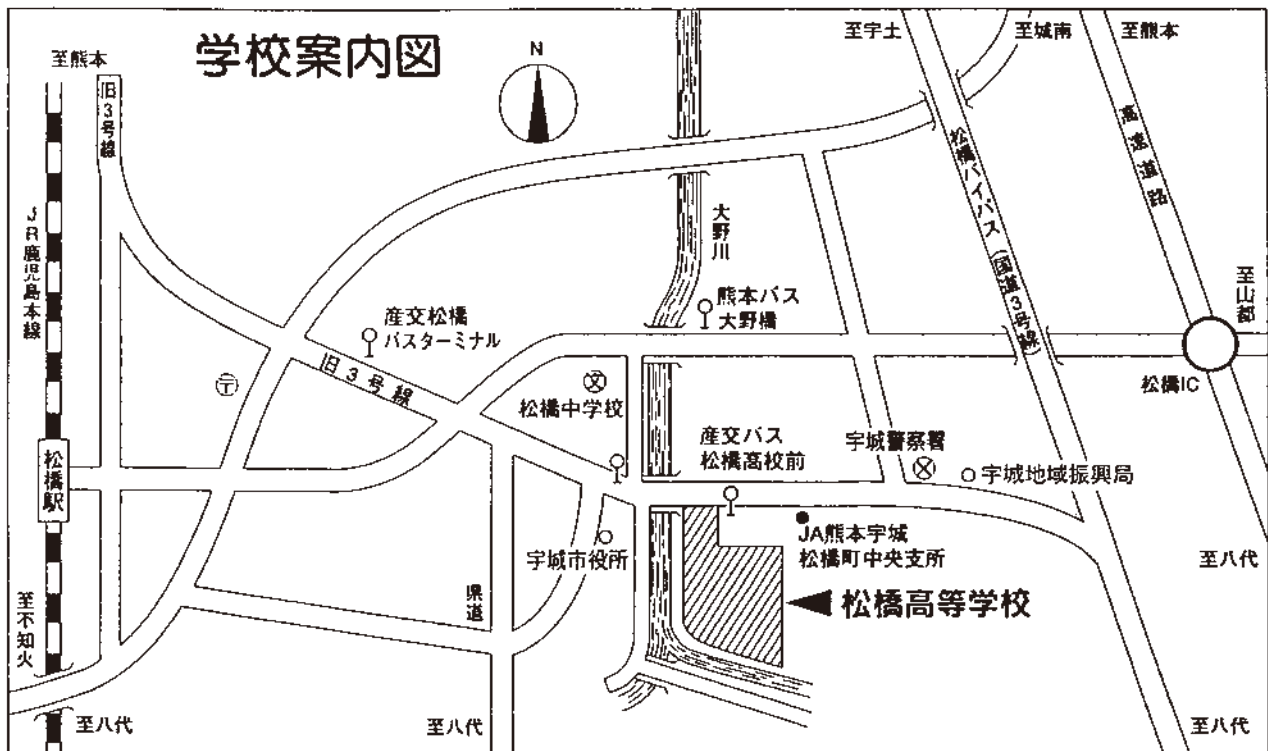 学校案内図
N
至熊本
旧3号線
JR鹿児島本線
至宇土
至城南
至熊本
高速道路
松橋バイパス(国道3号線)
大野川
熊本バス
大野橋
至山都
産交松橋
バスターミナル
旧3号線
〒
文
松橋中学校
松橋IC
産交バス
松橋高校前
宇城警察署
宇城地域振興局
松橋駅
宇城市役所
JA熊本宇城
松橋町中央支所
県道
松橋高等学校
至不知火
至八代
至八代
至八代
至八代